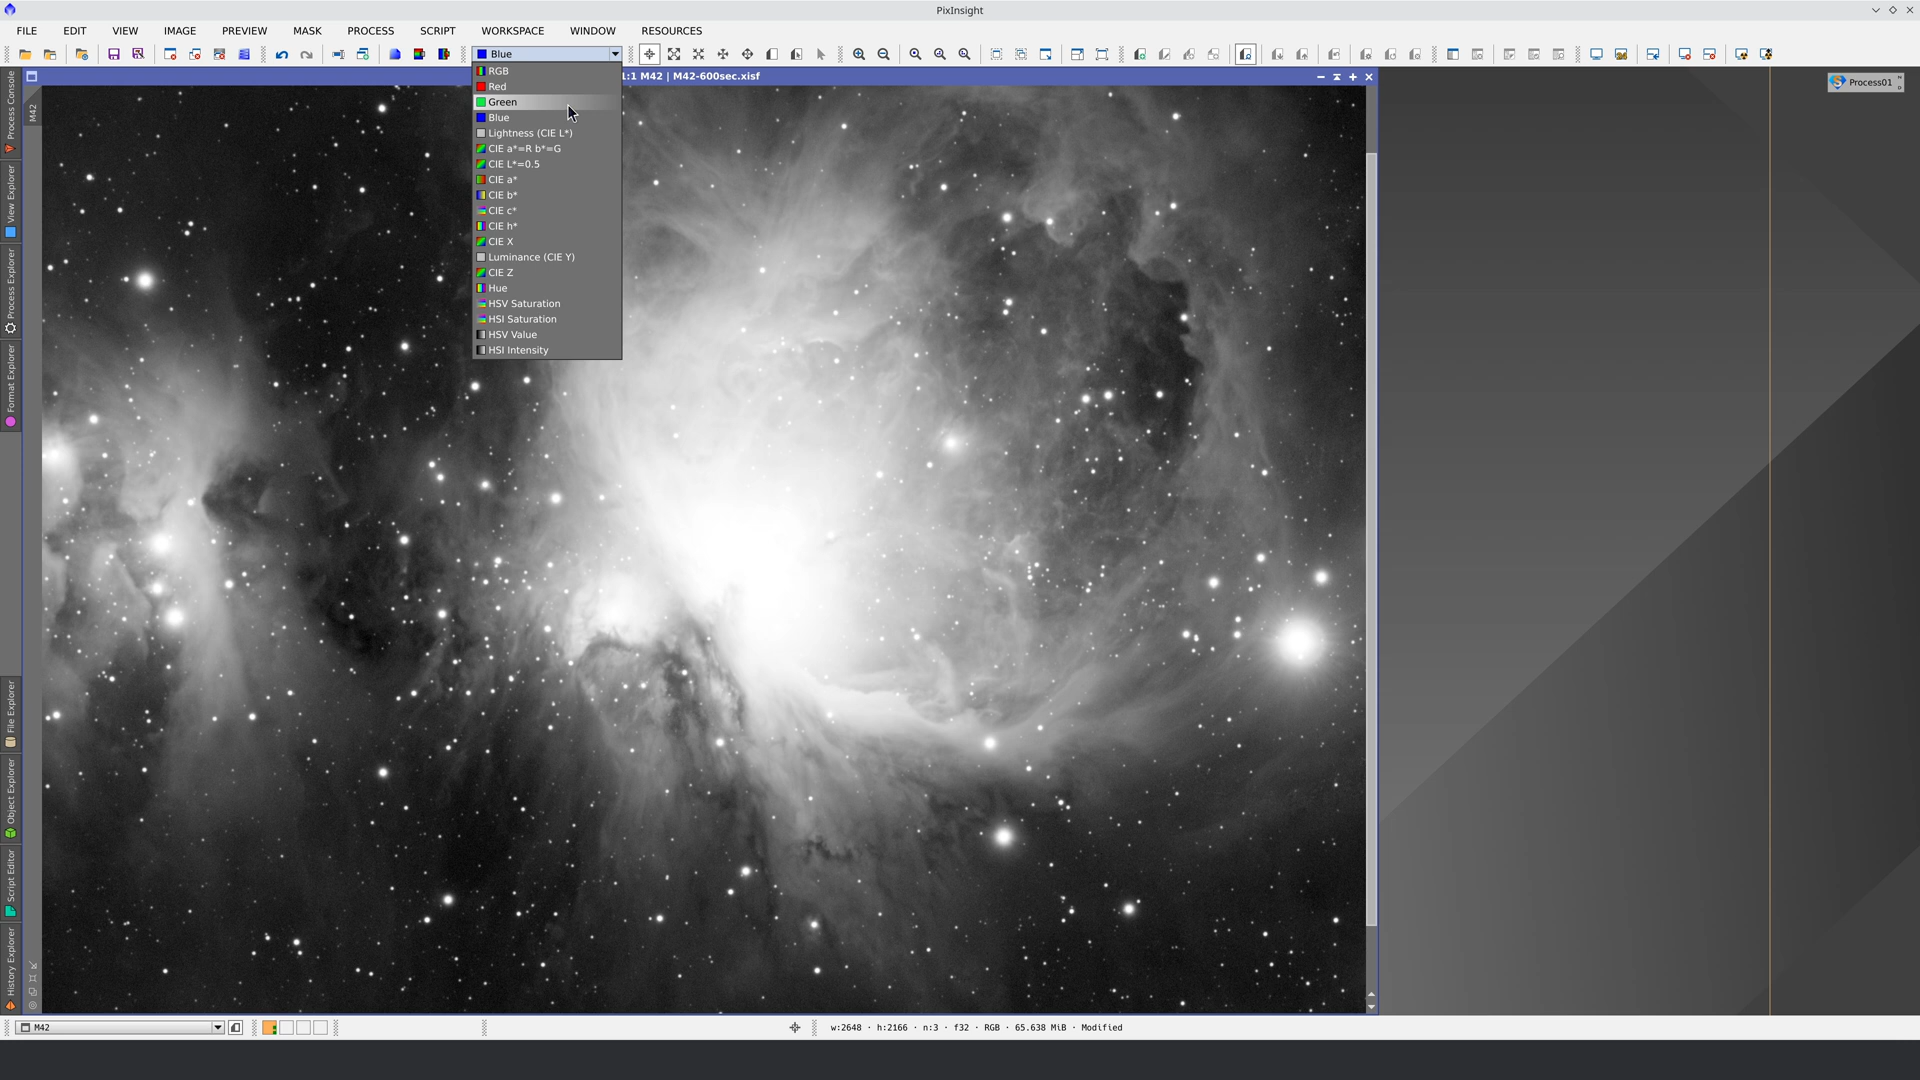 PixInsight
FILE EDIT VIEW IMAGE PREVIEW MASK PROCESS SCRIPT WORKSPACE WINDOW RESOURCES
Blue
1:1 M42 | M42-600sec.xisf
RGB
Red
Green
Blue
Lightness (CIE L*)
CIE a*=R b*=G
CIE L*=0.5
CIE a*
CIE b*
CIE c*
CIE h*
CIE X
Luminance (CIE Y)
CIE Z
Hue
HSV Saturation
HSI Saturation
HSV Value
HSI Intensity
Process01
M42
Process Console
View Explorer
Process Explorer
Format Explorer
File Explorer
Object Explorer
Script Editor
History Explorer
M42
w:2648 · h:2166 · n:3 · f32 · RGB · 65.638 MiB · Modified